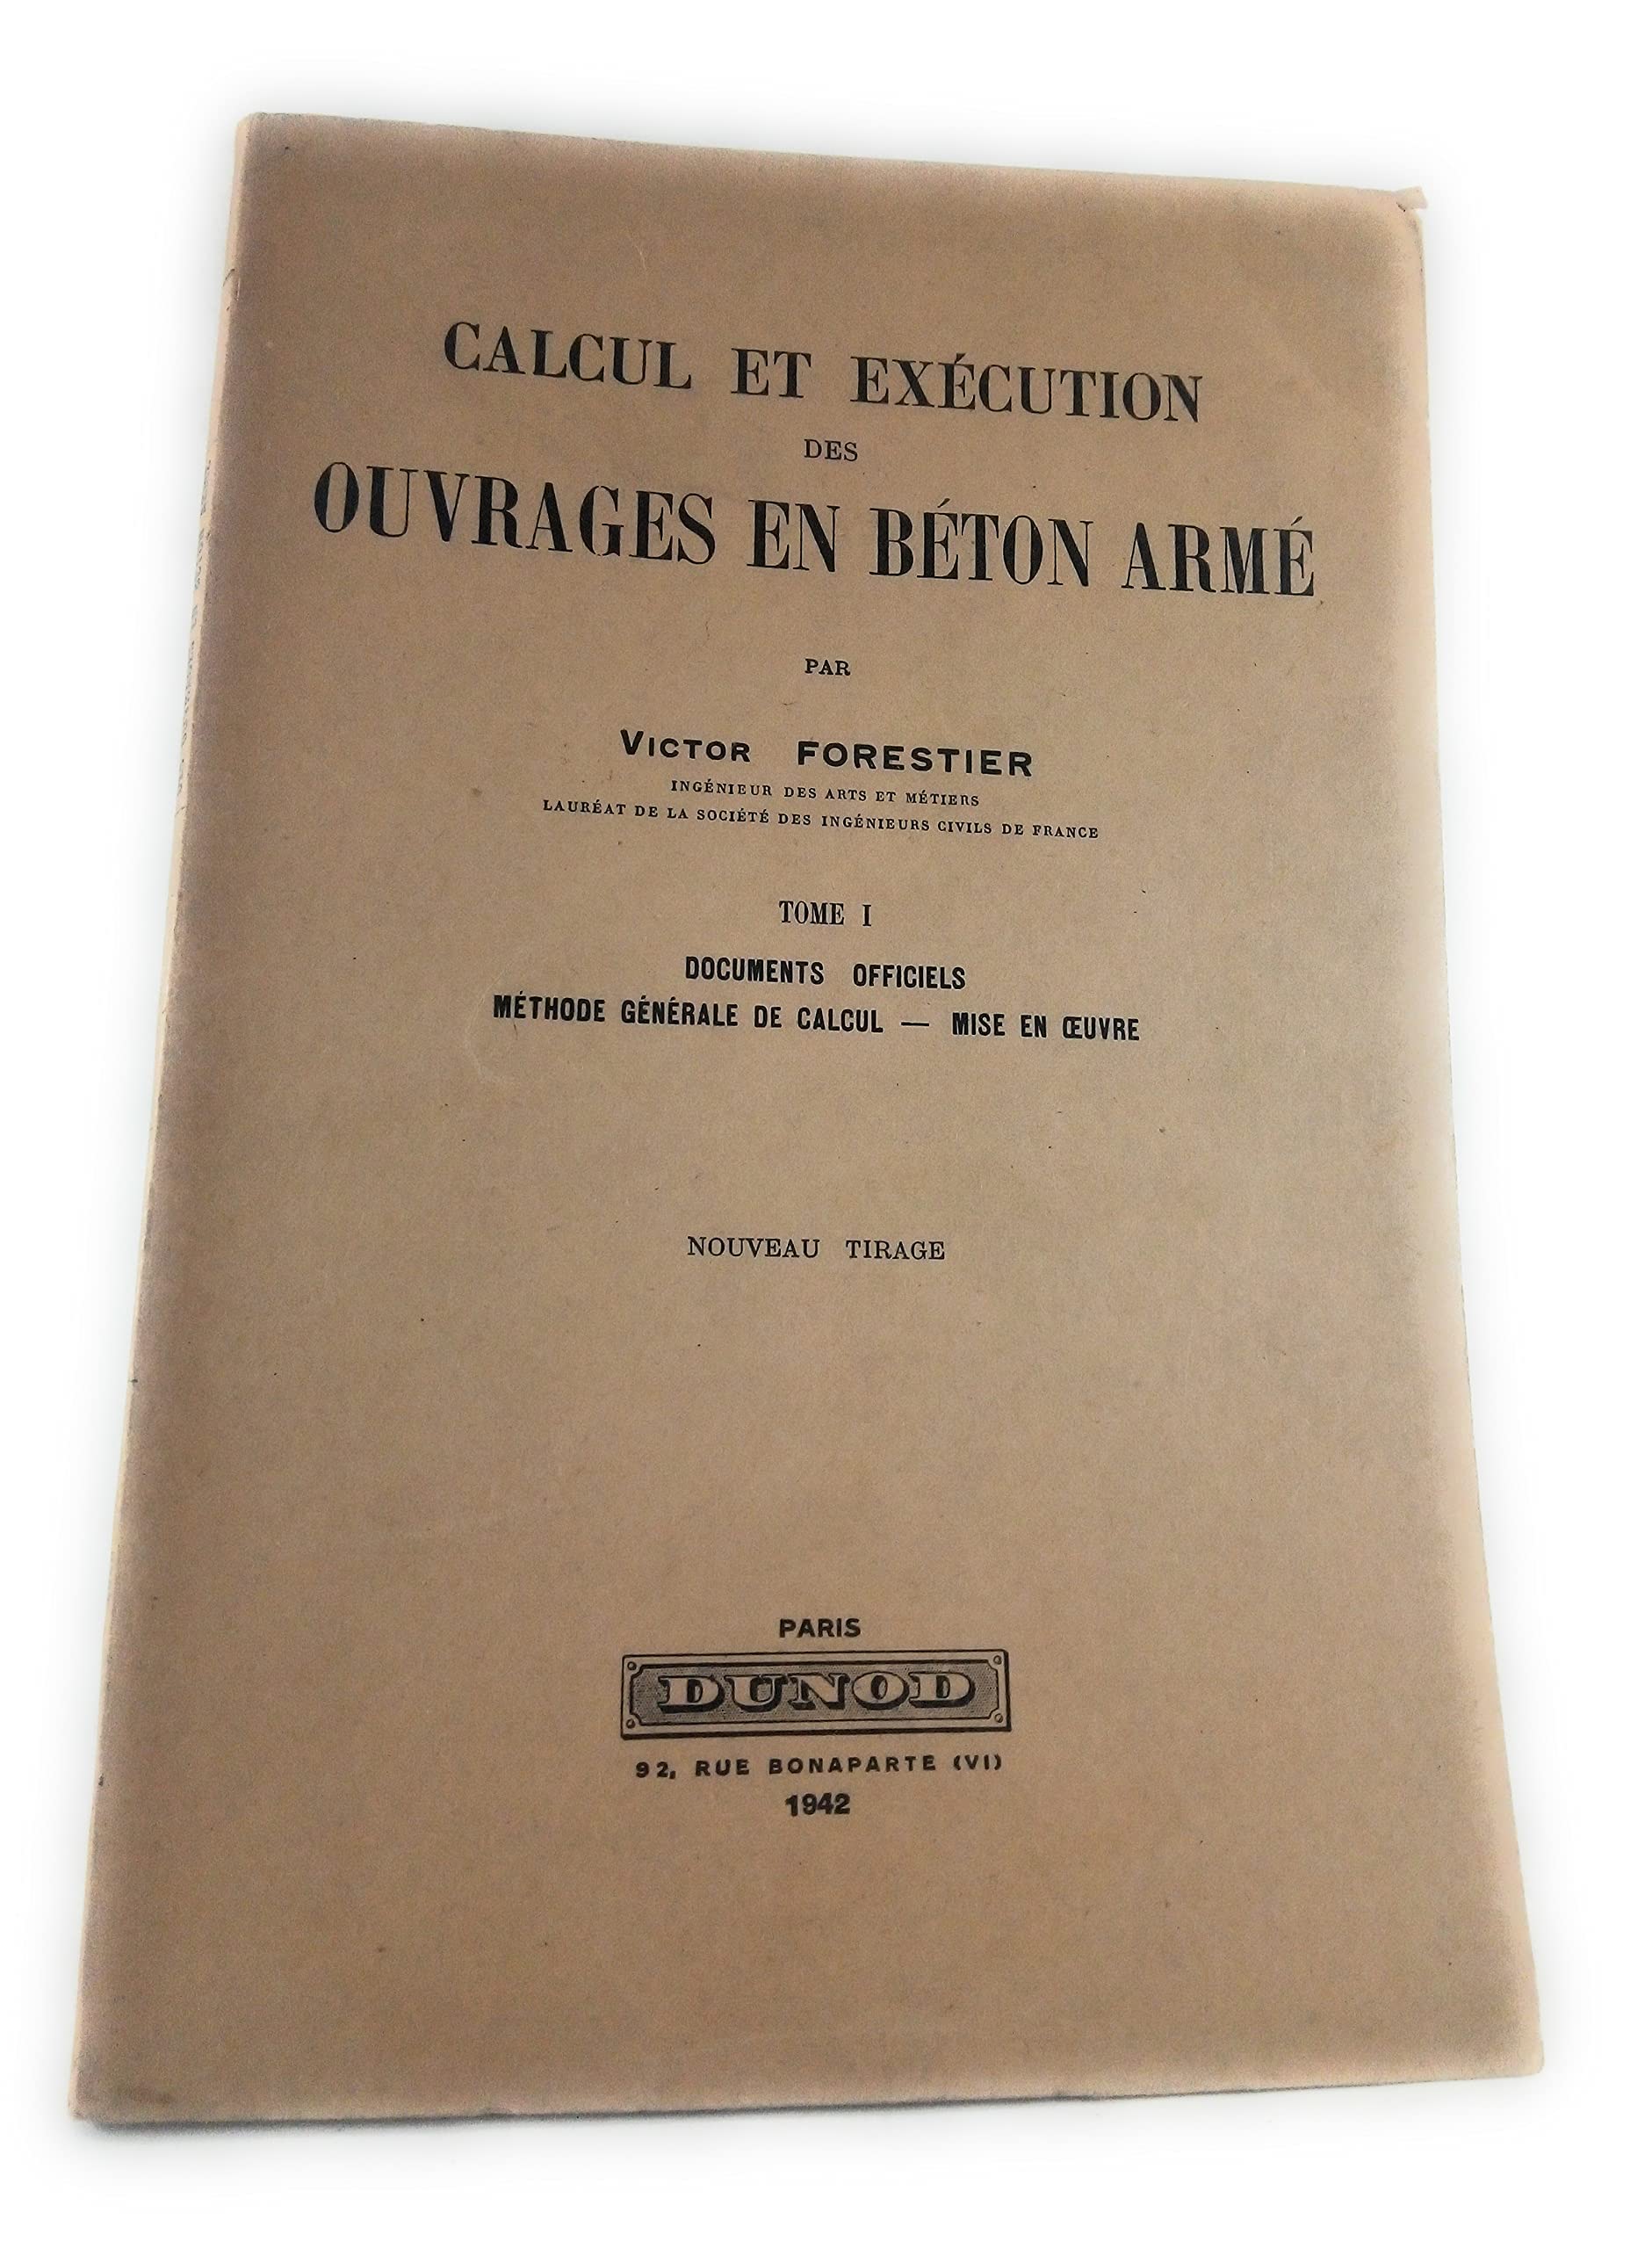 CALCUL ET EXÉCUTION
DES
OUVRAGES EN BÉTON ARMÉ
PAR
VICTOR FORESTIER
INGÉNIEUR DES ARTS ET MÉTIERS
LAURÉAT DE LA SOCIÉTÉ DES INGÉNIEURS CIVILS DE FRANCE
TOME I
DOCUMENTS OFFICIELS
MÉTHODE GÉNÉRALE DE CALCUL — MISE EN ŒUVRE
NOUVEAU TIRAGE
PARIS
DUNOD
92, RUE BONAPARTE (VI)
1942